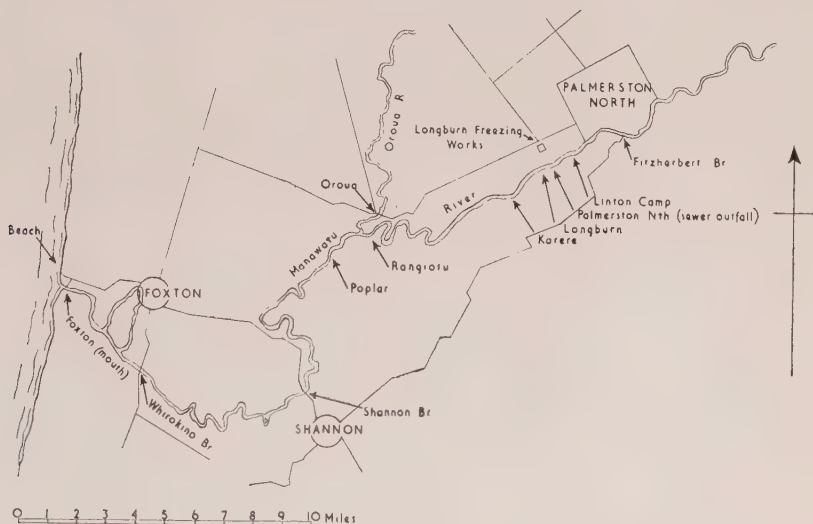 PALMERSTON
NORTH
Longburn Freezing
Works
Oroua R
Fitzherbert Br
River
Linton Camp
Palmerston Nth (sewer outfall)
Longburn
Karere
Oroua
Rangiotu
Manawatu
Poplar
Beach
FOXTON
Foxton (mouth)
Whirokino Br
Shannon Br
SHANNON
0 1 2 3 4 5 6 7 8 9 10 Miles